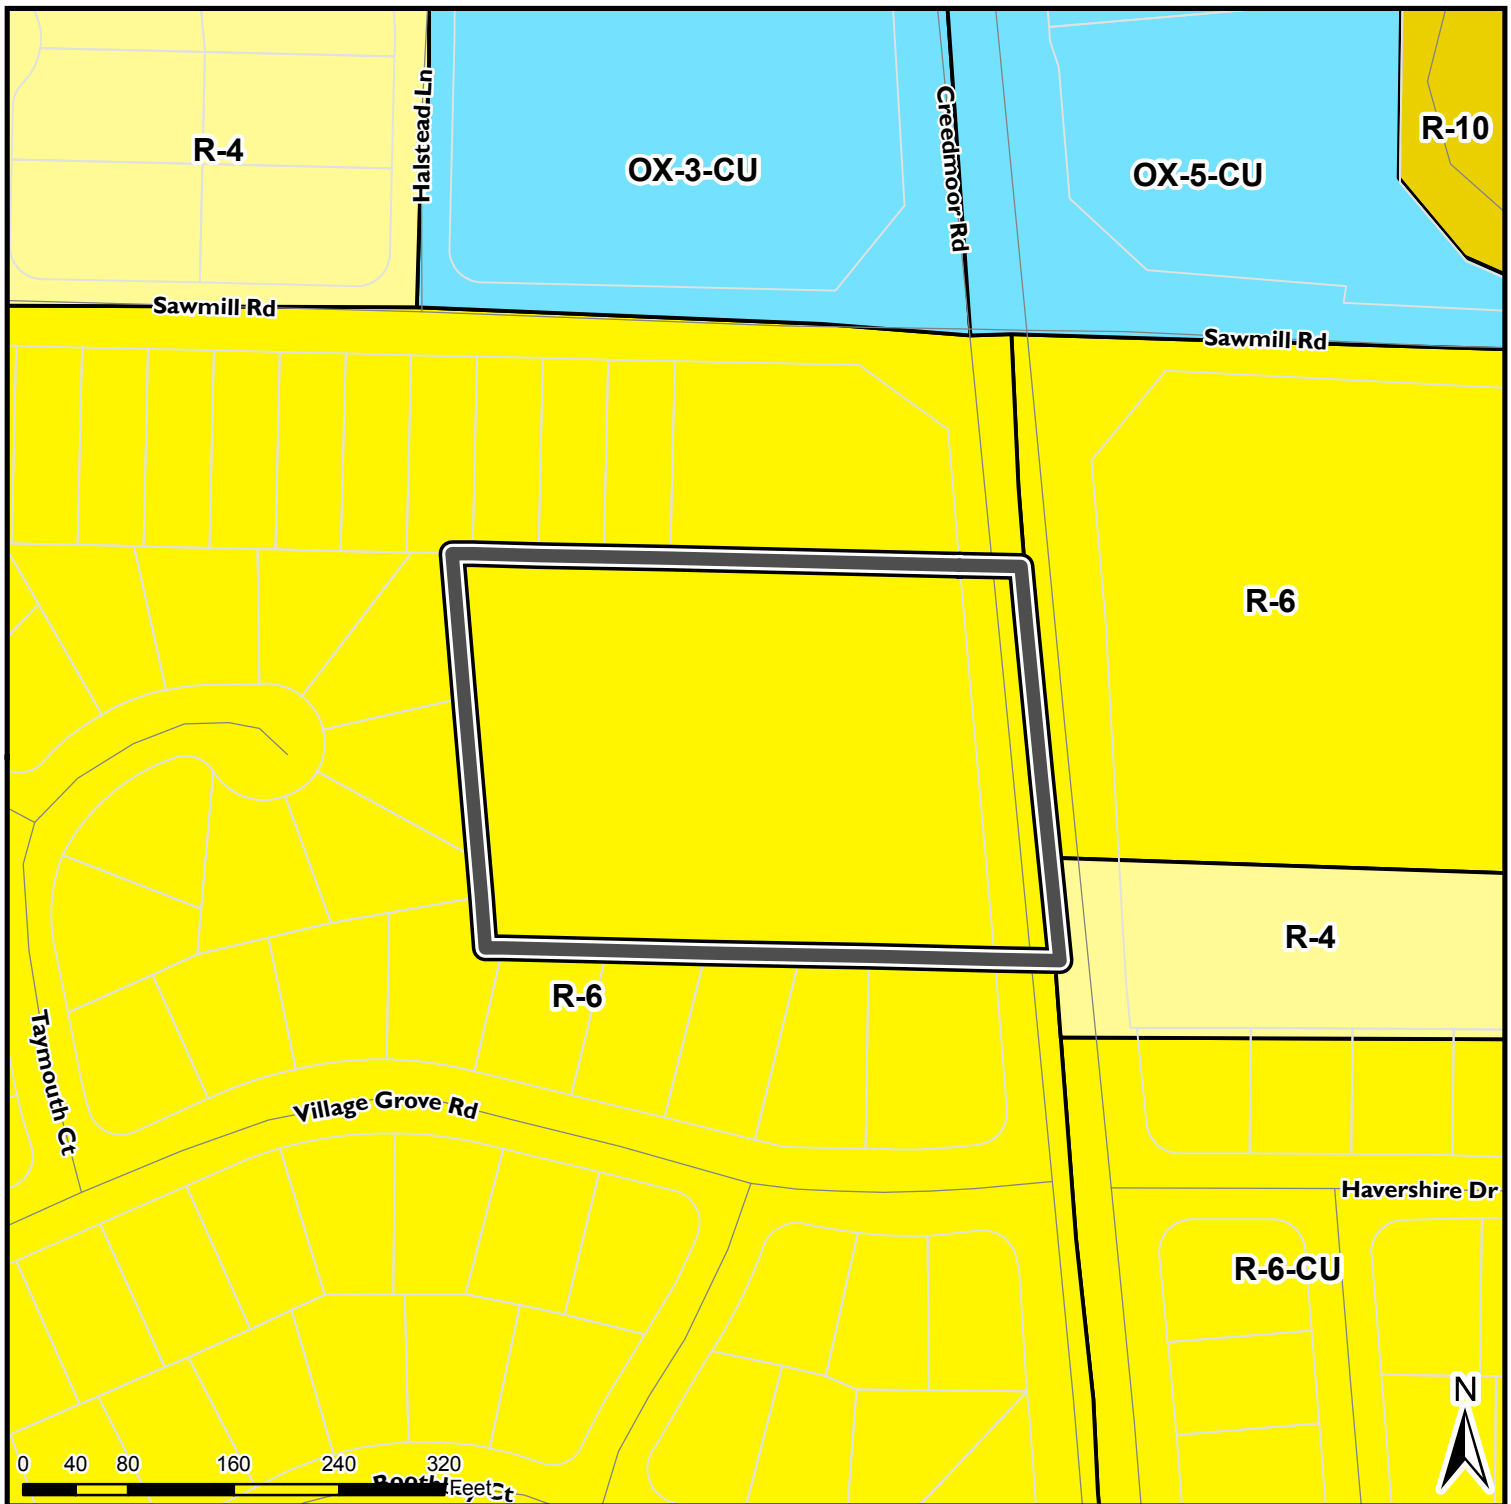 R-10
R-4
Halstead Ln
OX-3-CU
Creedmoor Rd
OX-5-CU
Sawmill Rd
Sawmill Rd
R-6
R-4
R-6
Taymouth Ct
Village Grove Rd
Havershire Dr
R-6-CU
N
0 40 80 160 240 320
Feet
Ct